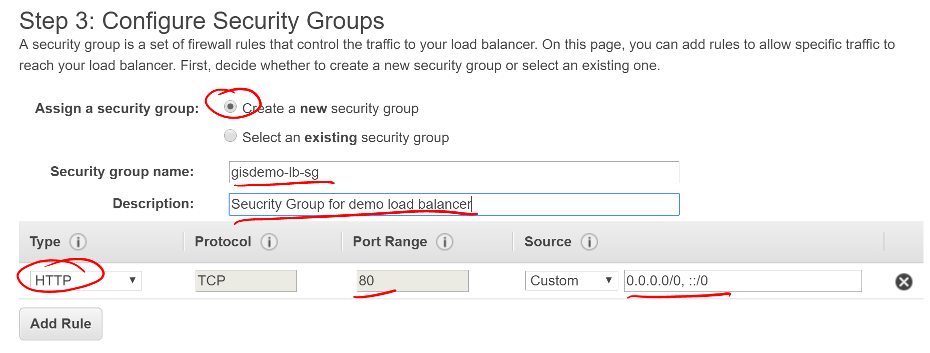 Step 3: Configure Security Groups
A security group is a set of firewall rules that control the traffic to your load balancer. On this page, you can add rules to allow specific traffic to
reach your load balancer. First, decide whether to create a new security group or select an existing one.
Assign a security group: Create a new security group
Select an existing security group
Security group name: gisdemo-lb-sg
Description: Seucrity Group for demo load balancer
Type i Protocol i Port Range i Source i
HTTP TCP 80 Custom 0.0.0.0/0, ::/0
Add Rule